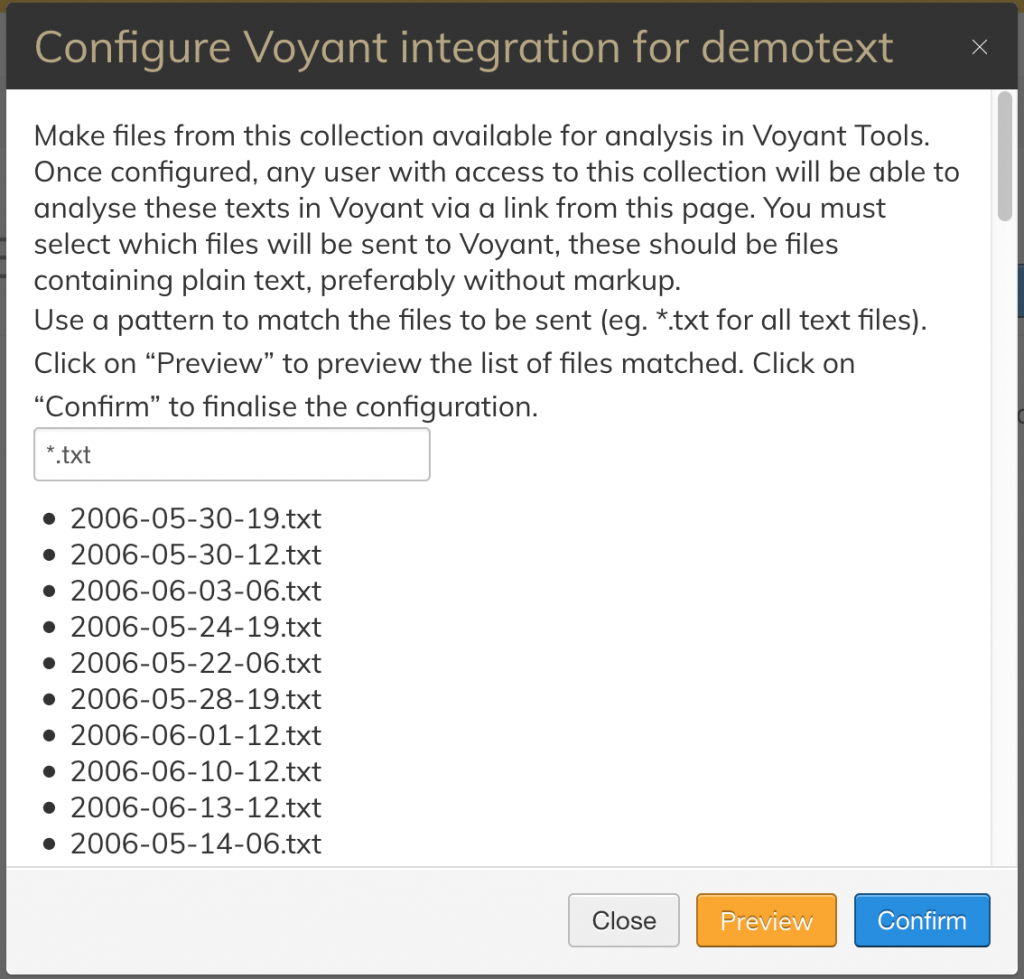 Configure Voyant integration for demotext
×
Make files from this collection available for analysis in Voyant Tools.
Once configured, any user with access to this collection will be able to
analyse these texts in Voyant via a link from this page. You must
select which files will be sent to Voyant, these should be files
containing plain text, preferably without markup.
Use a pattern to match the files to be sent (eg. *.txt for all text files).
Click on “Preview” to preview the list of files matched. Click on
“Confirm” to finalise the configuration.
*.txt
● 2006-05-30-19.txt
● 2006-05-30-12.txt
● 2006-06-03-06.txt
● 2006-05-24-19.txt
● 2006-05-22-06.txt
● 2006-05-28-19.txt
● 2006-06-01-12.txt
● 2006-06-10-12.txt
● 2006-06-13-12.txt
● 2006-05-14-06.txt
Close Preview Confirm